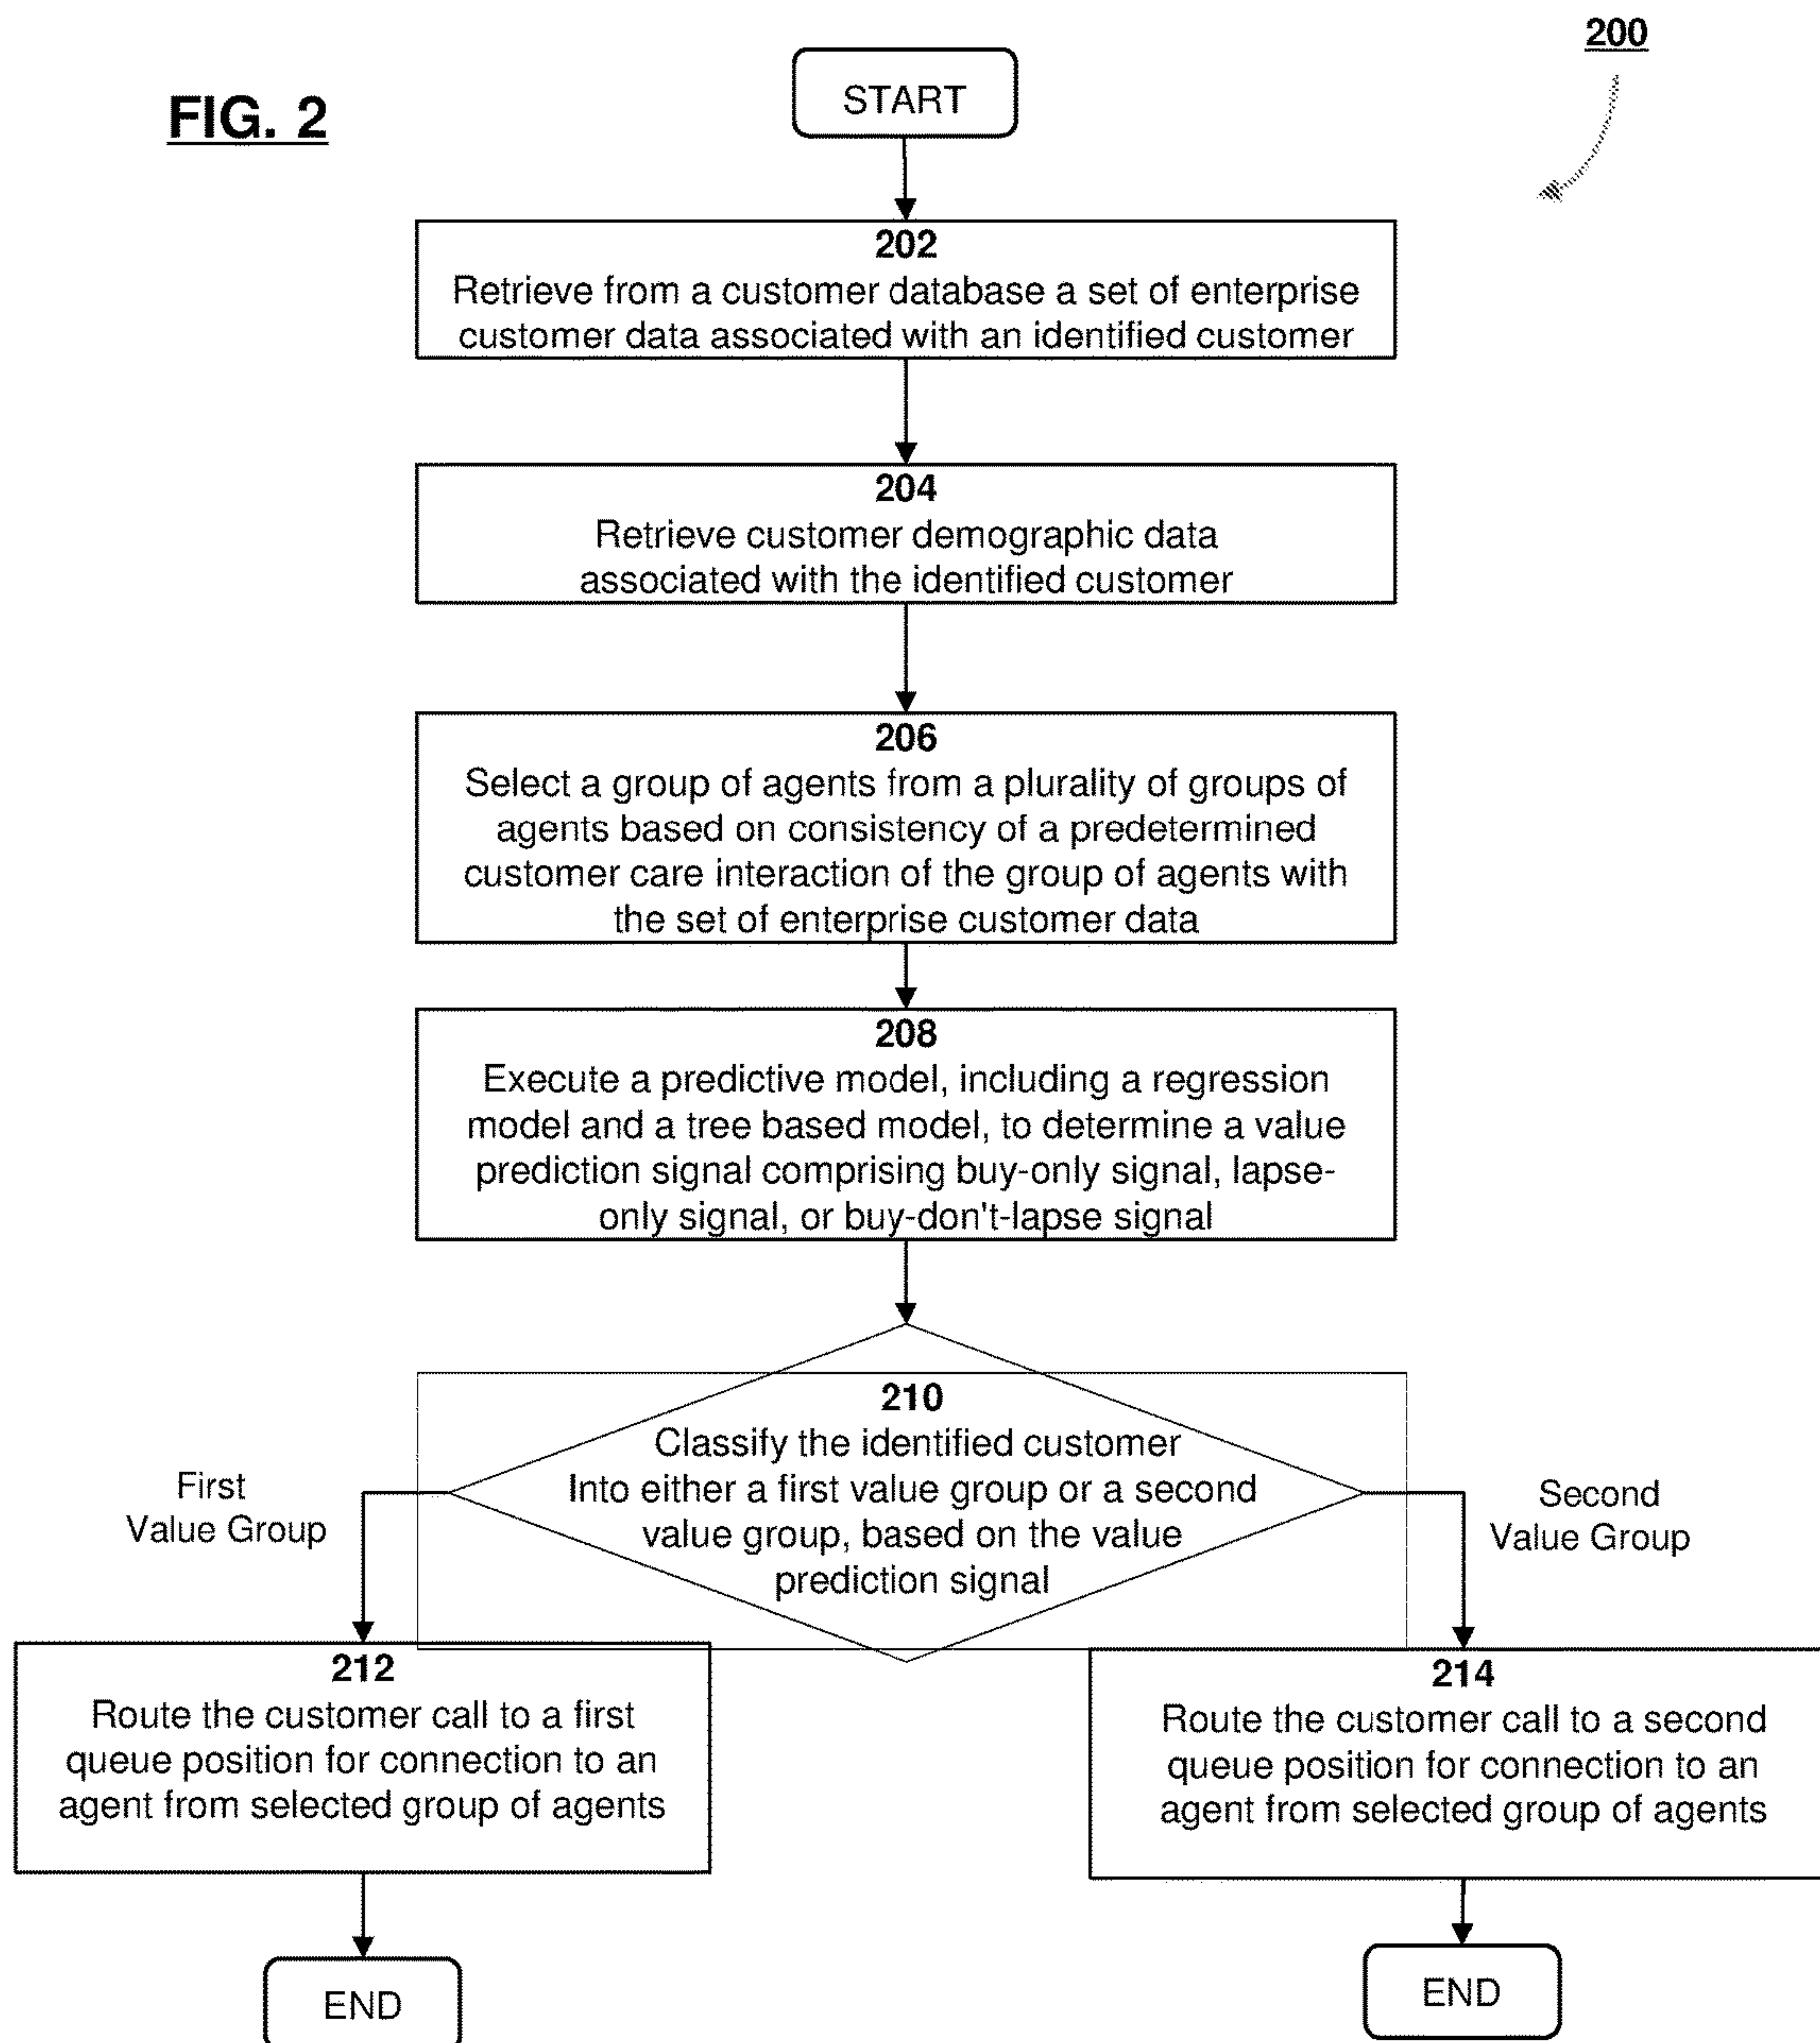 200
FIG. 2
START
202
Retrieve from a customer database a set of enterprise
customer data associated with an identified customer
204
Retrieve customer demographic data
associated with the identified customer
206
Select a group of agents from a plurality of groups of
agents based on consistency of a predetermined
customer care interaction of the group of agents with
the set of enterprise customer data
208
Execute a predictive model, including a regression
model and a tree based model, to determine a value
prediction signal comprising buy-only signal, lapse-
only signal, or buy-don't-lapse signal
210
Classify the identified customer
Into either a first value group or a second
value group, based on the value
prediction signal
First
Value Group
Second
Value Group
212
Route the customer call to a first
queue position for connection to an
agent from selected group of agents
214
Route the customer call to a second
queue position for connection to an
agent from selected group of agents
END
END